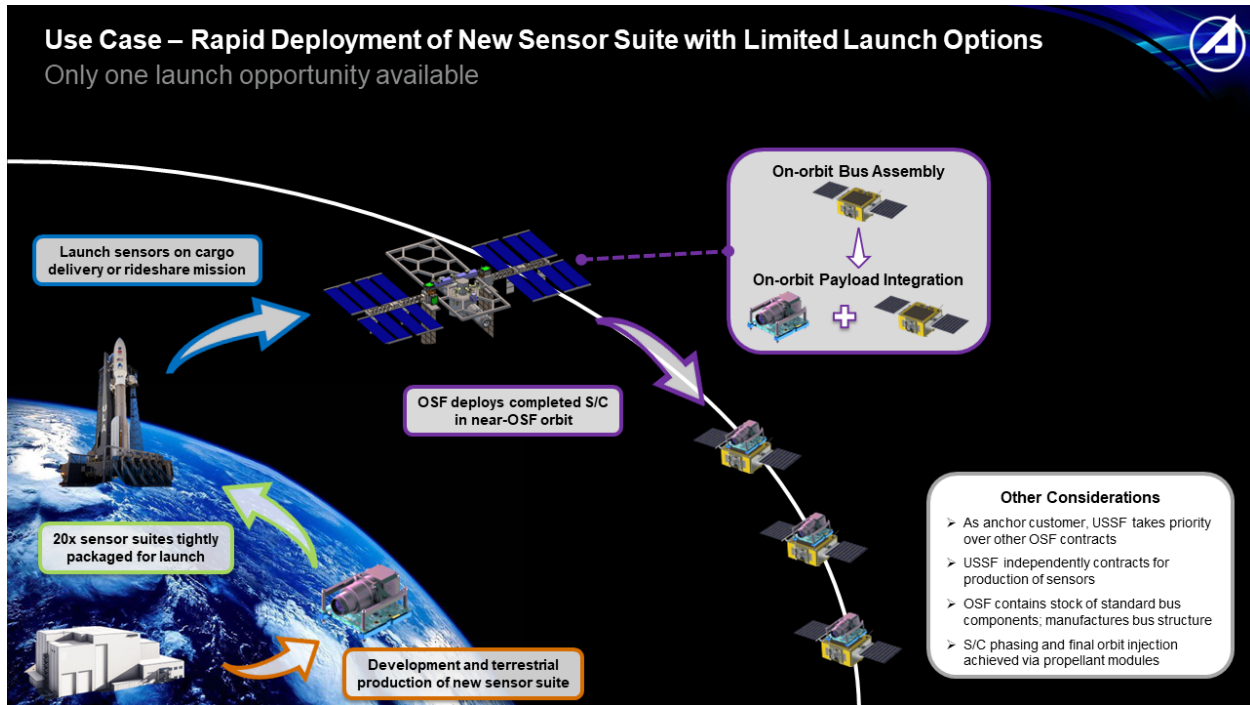 Use Case – Rapid Deployment of New Sensor Suite with Limited Launch Options
Only one launch opportunity available
On-orbit Bus Assembly
On-orbit Payload Integration
Launch sensors on cargo
delivery or rideshare mission
OSF deploys completed S/C
in near-OSF orbit
20x sensor suites tightly
packaged for launch
Development and terrestrial
production of new sensor suite
Other Considerations
➢ As anchor customer, USSF takes priority
over other OSF contracts
➢ USSF independently contracts for
production of sensors
➢ OSF contains stock of standard bus
components; manufactures bus structure
➢ S/C phasing and final orbit injection
achieved via propellant modules